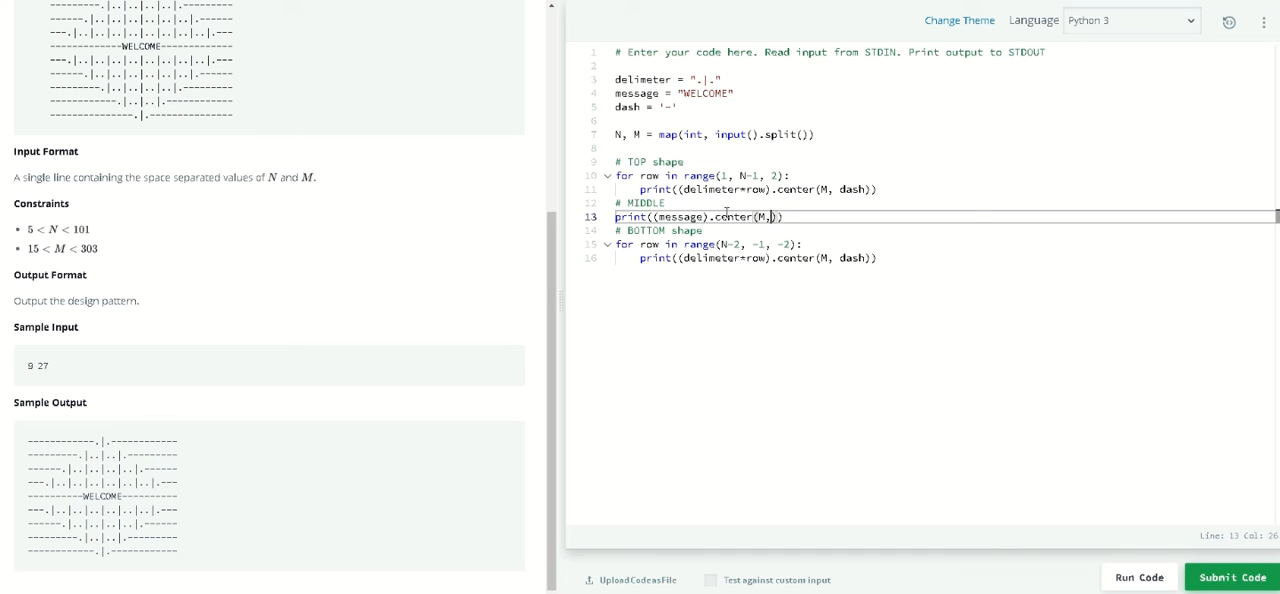 ---------.|..|..|.---------
------.|..|..|..|..|.------
---.|..|..|..|..|..|..|.---
-------------WELCOME-------------
---.|..|..|..|..|..|..|..|..|.---
------.|..|..|..|..|..|..|.------
---------.|..|..|..|..|.---------
------------.|..|..|.------------
---------------.|.---------------
Input Format
A single line containing the space separated values of N and M.
Constraints
• 5 < N < 101
• 15 < M < 303
Output Format
Output the design pattern.
Sample Input
9 27
Sample Output
------------.|.------------
---------.|..|..|.---------
------.|..|..|..|..|.------
---.|..|..|..|..|..|..|.---
----------WELCOME----------
---.|..|..|..|..|..|..|.---
------.|..|..|..|..|.------
---------.|..|..|.---------
------------.|.------------
Change Theme Language Python 3
1 # Enter your code here. Read input from STDIN. Print output to STDOUT
2
3 delimeter = ".|."
4 message = "WELCOME"
5 dash = '-'
6
7 N, M = map(int, input().split())
8
9 # TOP shape
10 for row in range(1, N-1, 2):
11 print((delimeter*row).center(M, dash))
12 # MIDDLE
13 print((message).center(M,))
14 # BOTTOM shape
15 for row in range(N-2, -1, -2):
16 print((delimeter*row).center(M, dash))
Line: 13 Col: 26
Upload Code as File Test against custom input Run Code Submit Code